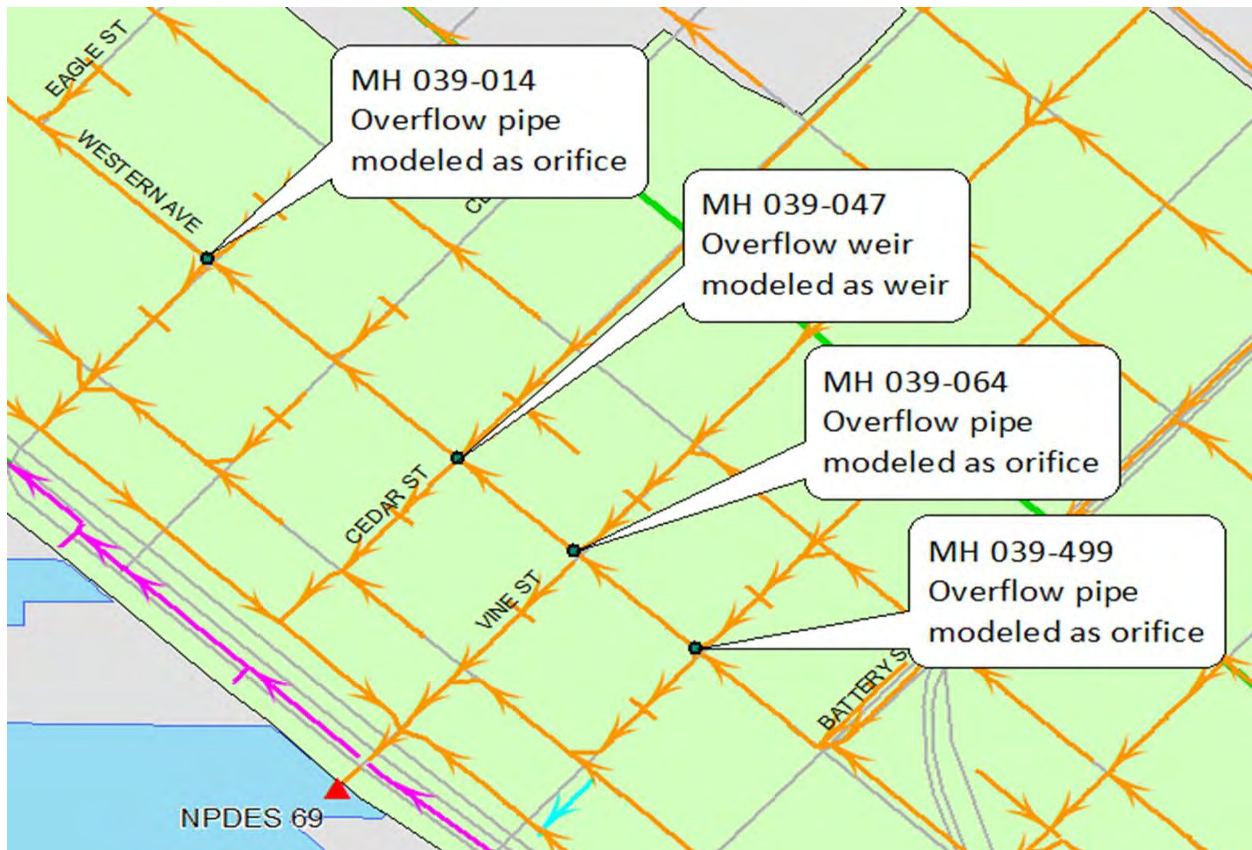 EAGLE ST
MH 039-014
Overflow pipe
modeled as orifice
WESTERN AVE
MH 039-047
Overflow weir
modeled as weir
MH 039-064
Overflow pipe
modeled as orifice
CEDAR ST
MH 039-499
Overflow pipe
modeled as orifice
VINE ST
BATTERY S
NPDES 69